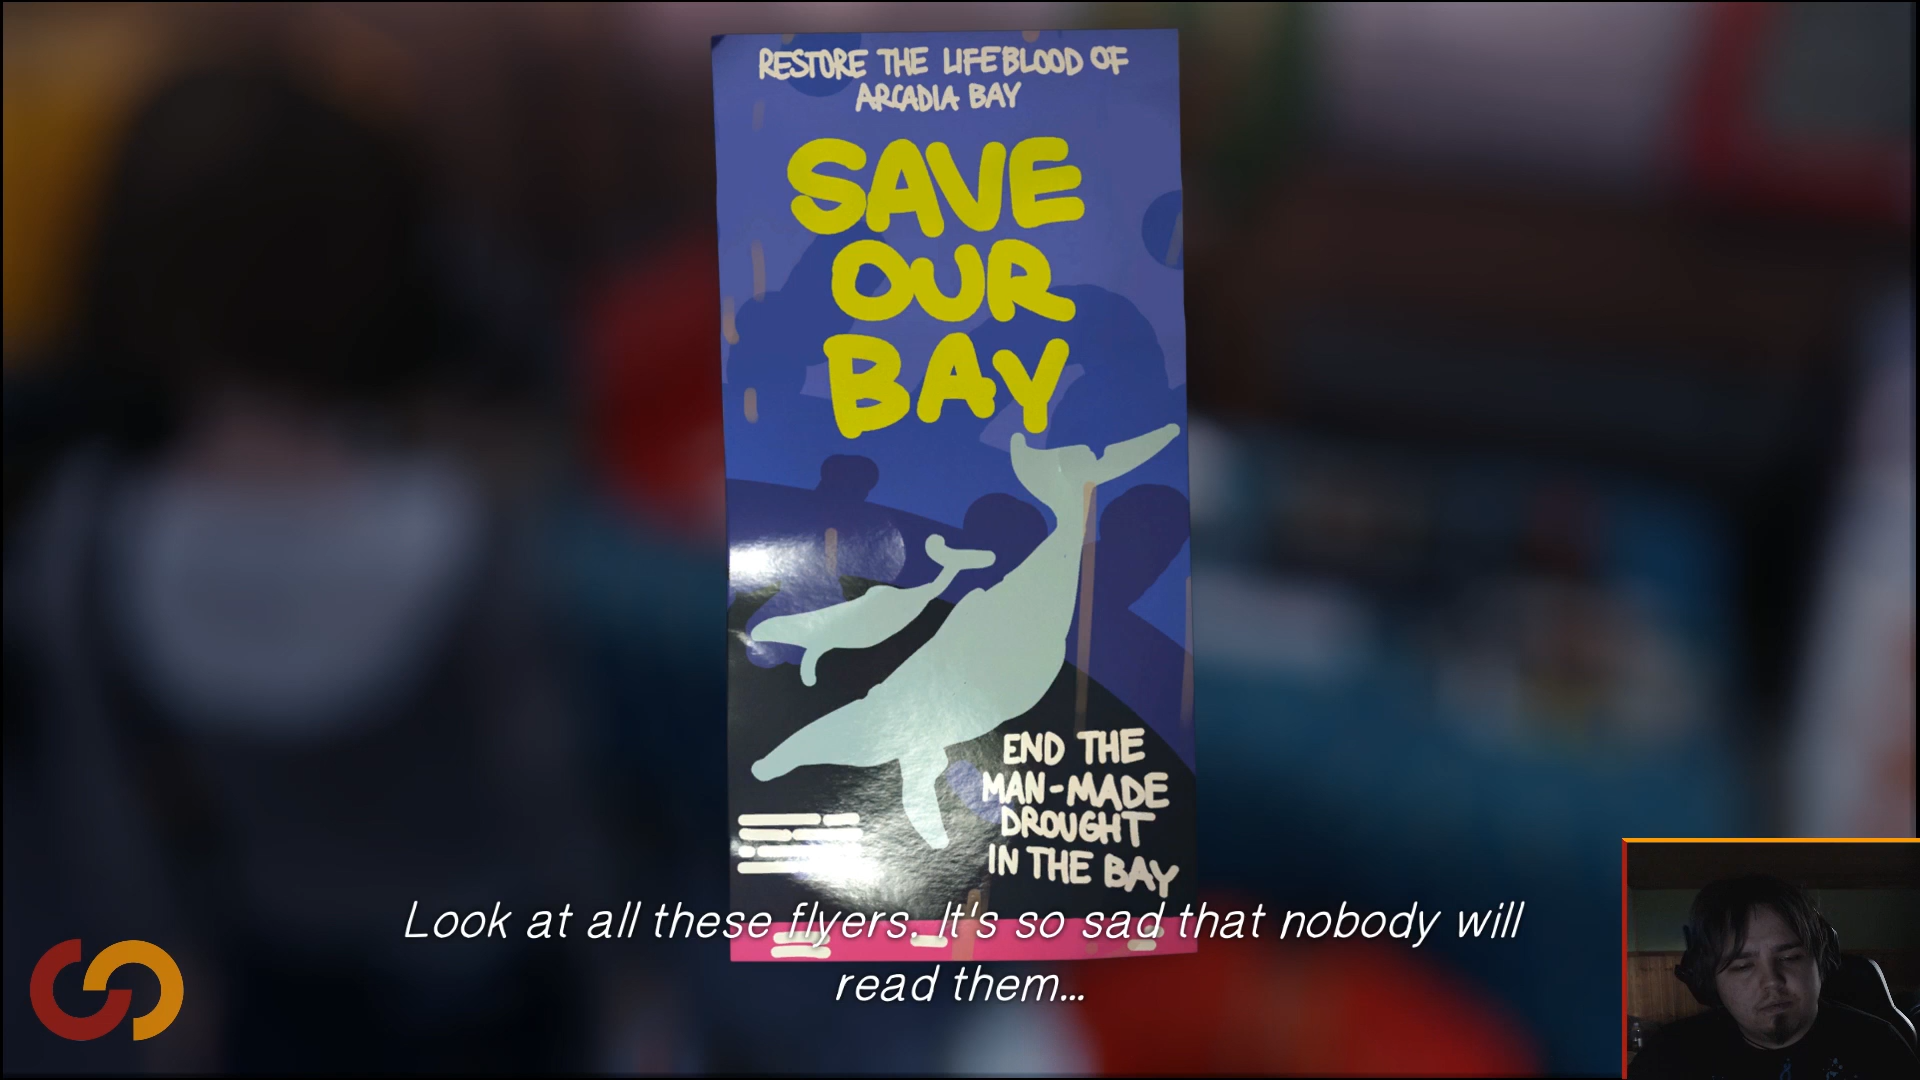 RESTORE THE LIFEBLOOD OF
ARCADIA BAY
SAVE
OUR
BAY
END THE
MAN-MADE
DROUGHT
IN THE BAY
Look at all these flyers. It's so sad that nobody will
read them...